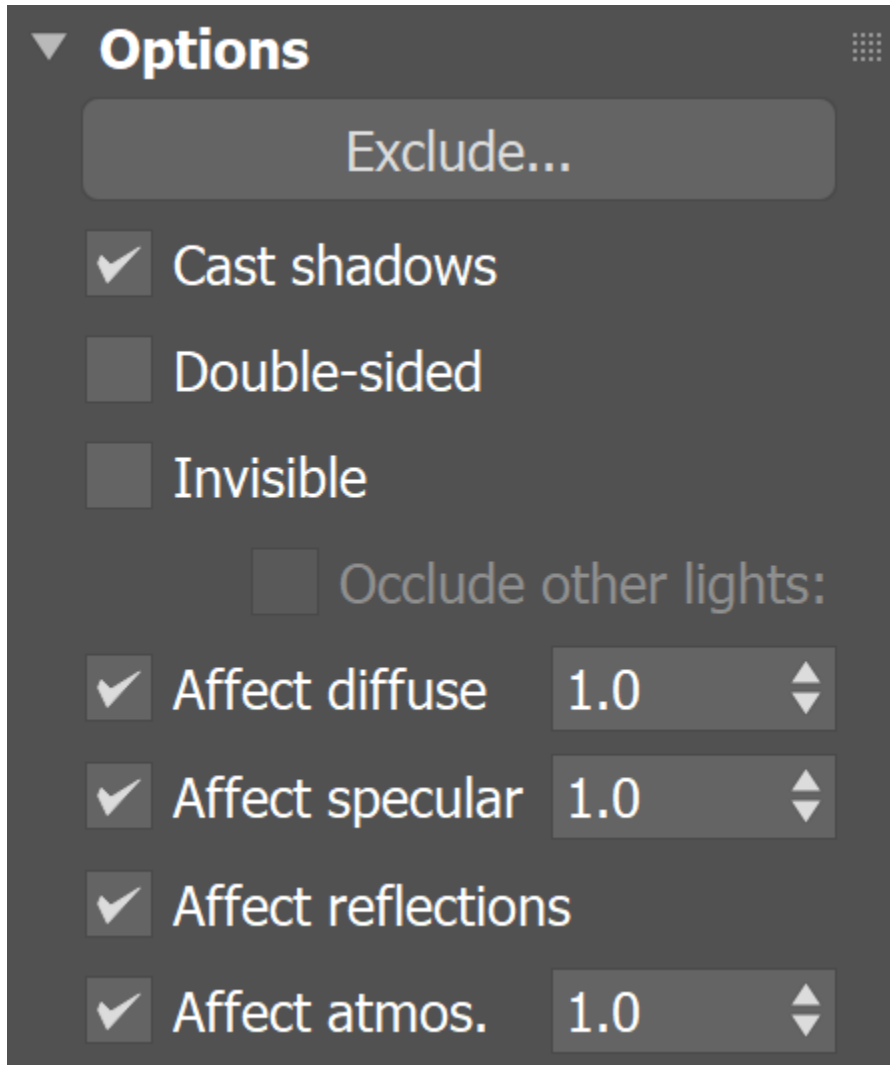 Options
Exclude...
Cast shadows
Double-sided
Invisible
Occlude other lights:
Affect diffuse 1.0
Affect specular 1.0
Affect reflections
Affect atmos. 1.0